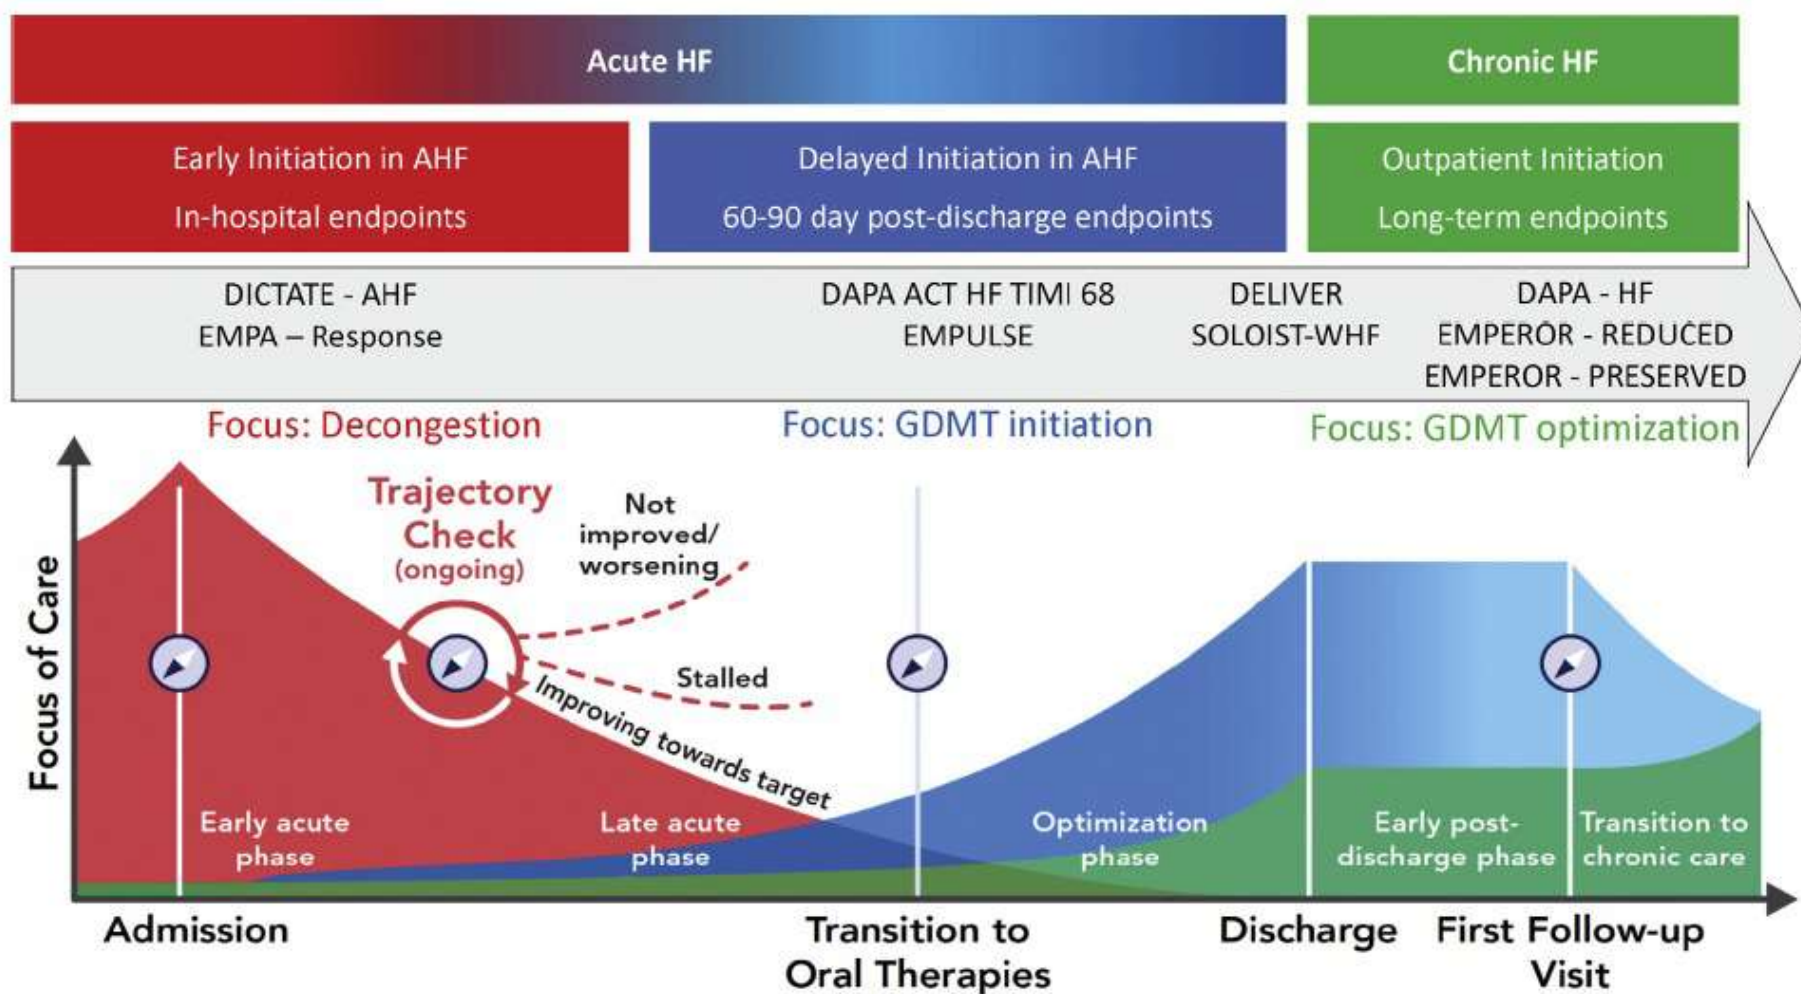 Acute HF
Chronic HF
Early Initiation in AHF
In-hospital endpoints
Delayed Initiation in AHF
60-90 day post-discharge endpoints
Outpatient Initiation
Long-term endpoints
DICTATE - AHF
EMPA – Response
DAPA ACT HF TIMI 68
EMPULSE
DELIVER
SOLOIST-WHF
DAPA - HF
EMPEROR - REDUCED
EMPEROR - PRESERVED
Focus: Decongestion
Focus: GDMT initiation
Focus: GDMT optimization
Focus of Care
Trajectory
Check
(ongoing)
Not
improved/
worsening
Stalled
Improving towards target
Early acute
phase
Late acute
phase
Optimization
phase
Early post-
discharge phase
Transition to
chronic care
Admission
Transition to
Oral Therapies
Discharge
First Follow-up
Visit